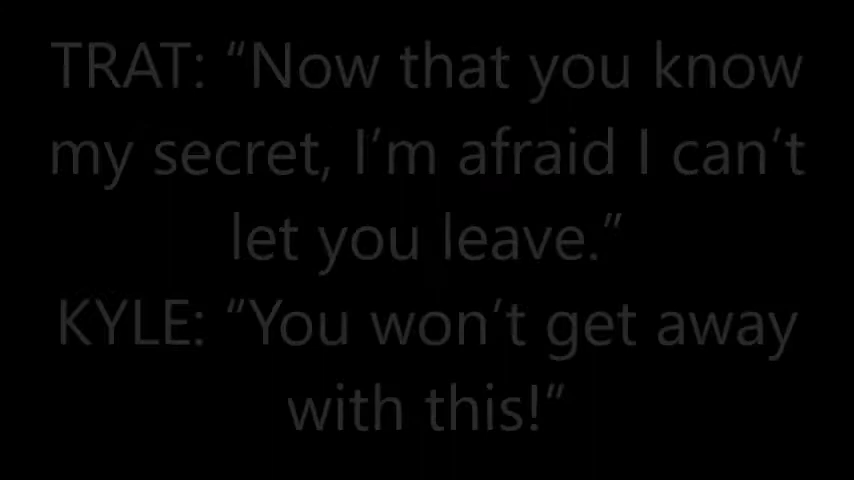 TRAT: “Now that you know
my secret, I’m afraid I can’t
let you leave.”
KYLE: “You won’t get away
with this!”